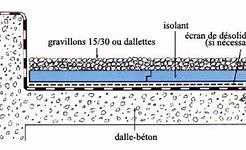 isolant
gravillons 15/30 ou dallettes
écran de désolid
(si nécessa
dalle-béton